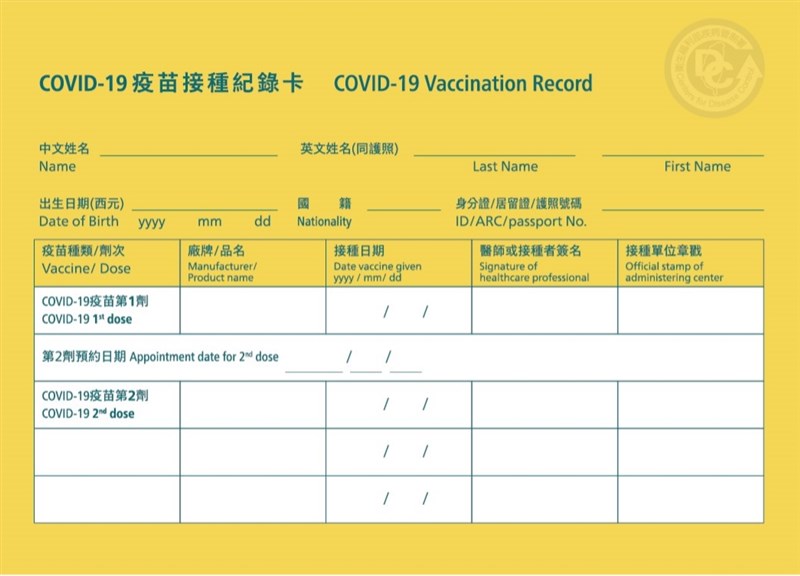 COVID-19 疫苗接種紀錄卡 COVID-19 Vaccination Record
中文姓名 英文姓名(同護照)
Name Last Name First Name
出生日期(西元) 國 籍 身分證/居留證/護照號碼
Date of Birth yyyy mm dd Nationality ID/ARC/passport No.
疫苗種類/劑次 廠牌/品名 接種日期 醫師或接種者簽名 接種單位章戳
Vaccine/ Dose Manufacturer/ Date vaccine given Signature of Official stamp of
Product name yyyy / mm/ dd healthcare professional administering center
COVID-19疫苗第1劑
COVID-19 1st dose / /
第2劑預約日期 Appointment date for 2nd dose / /
COVID-19疫苗第2劑
COVID-19 2nd dose / /
/ /
/ /